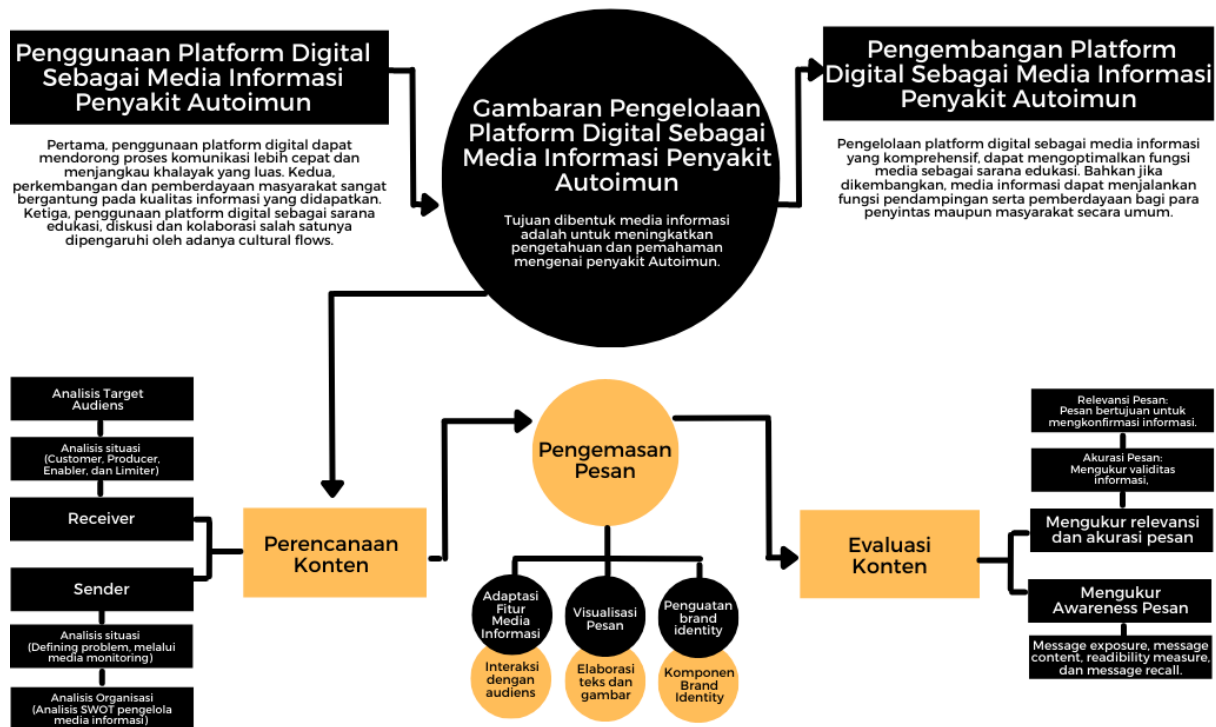 Penggunaan Platform Digital
Sebagai Media Informasi
Penyakit Autoimun
Pertama, penggunaan platform digital dapat
mendorong proses komunikasi lebih cepat dan
menjangkau khalayak yang luas. Kedua,
perkembangan dan pemberdayaan masyarakat sangat
bergantung pada kualitas informasi yang didapatkan.
Ketiga, penggunaan platform digital sebagai sarana
edukasi, diskusi dan kolaborasi salah satunya
dipengaruhi oleh adanya cultural flows.
Gambaran Pengelolaan
Platform Digital Sebagai
Media Informasi Penyakit
Autoimun
Tujuan dibentuk media informasi
adalah untuk meningkatkan
pengetahuan dan pemahaman
mengenai penyakit Autoimun.
Pengembangan Platform
Digital Sebagai Media Informasi
Penyakit Autoimun
Pengelolaan platform digital sebagai media informasi
yang komprehensif, dapat mengoptimalkan fungsi
media sebagai sarana edukasi. Bahkan jika
dikembangkan, media informasi dapat menjalankan
fungsi pendampingan serta pemberdayaan bagi para
penyintas maupun masyarakat secara umum.
Analisis Target
Audiens
Analisis situasi
(Customer, Producer,
Enabler, dan Limiter)
Receiver
Sender
Analisis situasi
(Defining problem, melalui
media monitoring)
Analisis Organisasi
(Analisis SWOT pengelola
media informasi)
Perencanaan
Konten
Pengemasan
Pesan
Adaptasi
Fitur
Media
Informasi
Interaksi
dengan
audiens
Visualisasi
Pesan
Elaborasi
teks dan
gambar
Penguatan
brand
identity
Komponen
Brand
Identity
Evaluasi
Konten
Relevansi Pesan:
Pesan bertujuan untuk
mengkonfirmasi informasi.
Akurasi Pesan:
Mengukur validitas
informasi,
Mengukur relevansi
dan akurasi pesan
Mengukur
Awareness Pesan
Message exposure, message
content, readibility measure,
dan message recall.